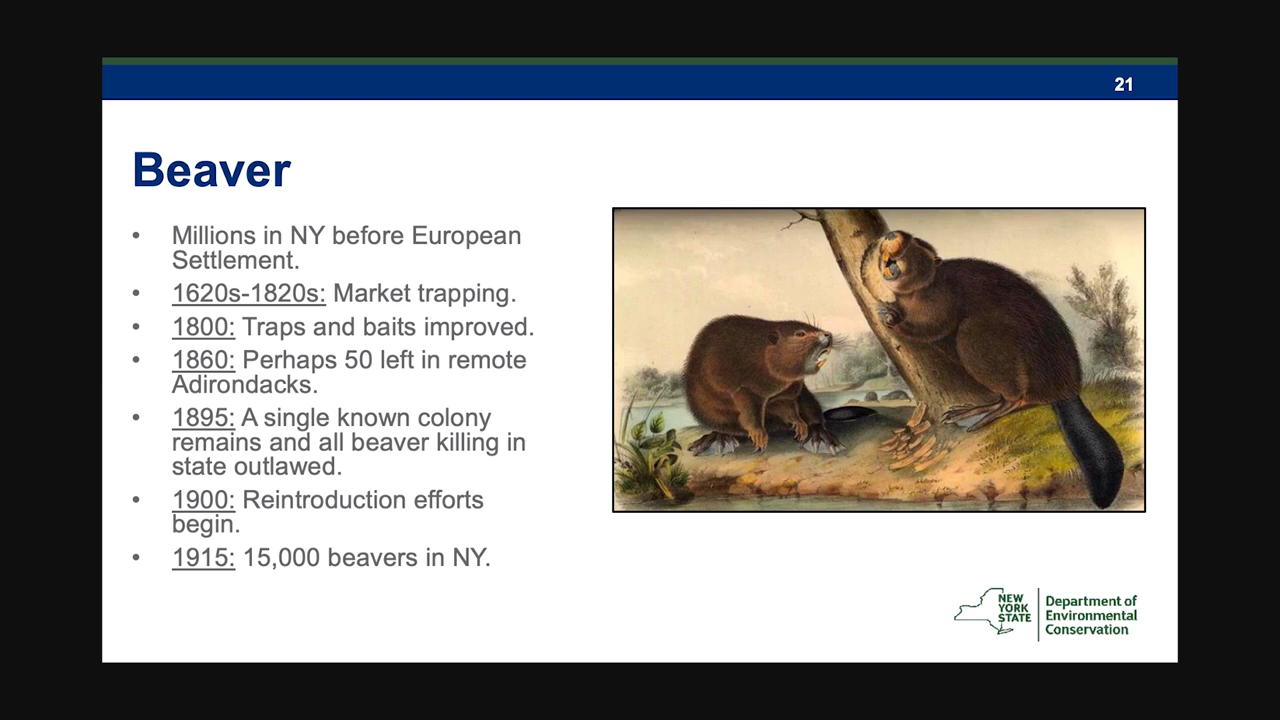 21
Beaver
• Millions in NY before European
Settlement.
• 1620s-1820s: Market trapping.
• 1800: Traps and baits improved.
• 1860: Perhaps 50 left in remote
Adirondacks.
• 1895: A single known colony
remains and all beaver killing in
state outlawed.
• 1900: Reintroduction efforts
begin.
• 1915: 15,000 beavers in NY.
NEW
YORK
STATE
Department of
Environmental
Conservation